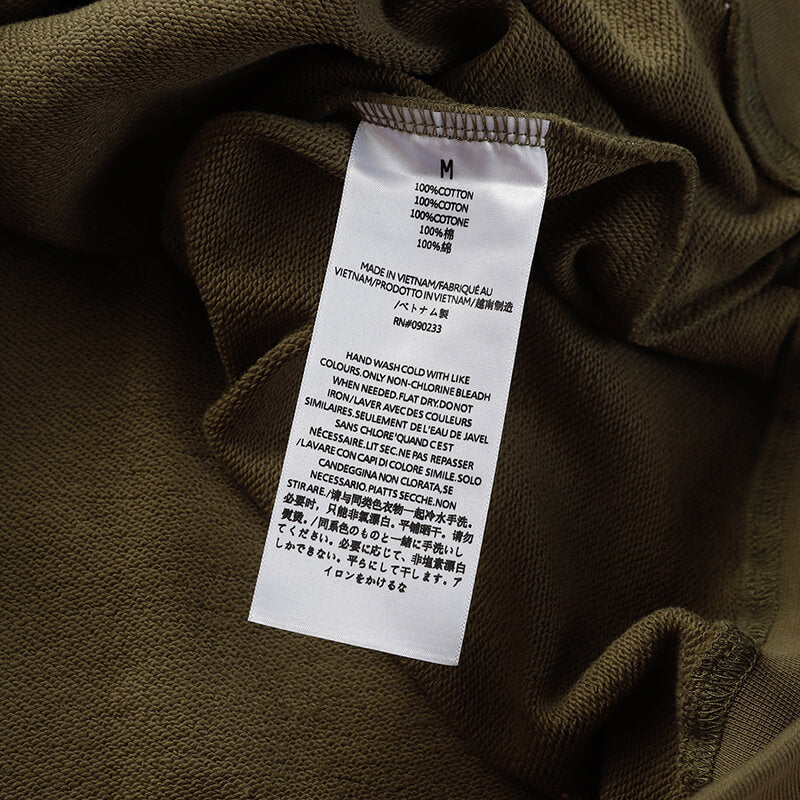 M
100%COTTON
100%COTON
100%COTONE
100%棉
100%綿
MADE IN VIETNAM/FABRIQUÉ AU
VIETNAM/PRODOTTO IN VIETNAM/越南制造
/ベトナム製
RN#090233
HAND WASH COLD WITH LIKE
COLOURS.ONLY NON-CHLORINE BLEADH
WHEN NEEDED.FLAT DRY.DO NOT
IRON/LAVER AVEC DES COULEURS
SIMILAIRES.SEULEMENT DE L'EAU DE JAVEL
SANS CHLORE'QUAND C EST
NÉCESSAIRE.LIT SEC.NE PAS REPASSER
/LAVARE CON CAPI DI COLORE SIMILE.SOLO
CANDEGGINA NON CLORATA,SE
NECESSARIO.PIATTS SECCHE.NON
STIRARE./请与同类色衣物一起冷水手洗.
必要时，只能非氯漂白。平铺晒干。请勿
熨烫。/同系色のものと一緒に手洗いし
てください。必要に応じて、非塩素漂白
しかできない。平らにして干します。ア
イロンをかけるな